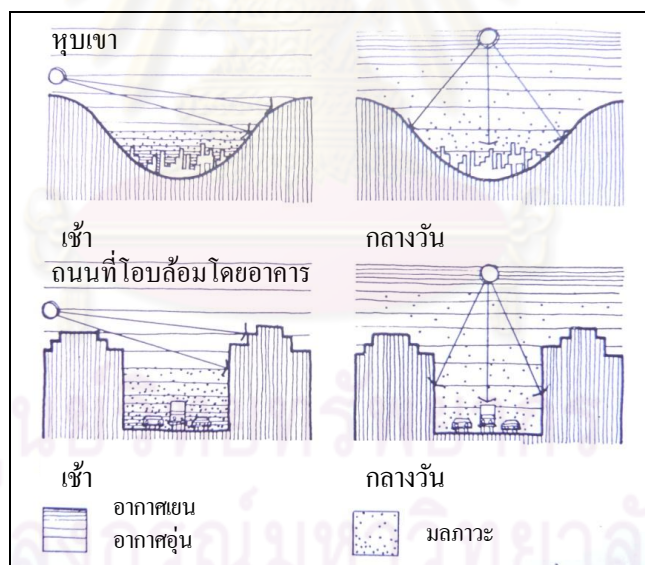 หุบเขา
เช้า กลางวัน
ถนนที่โอบล้อมโดยอาคาร
เช้า กลางวัน
อากาศเยน
อากาศอุ่น
มลภาวะ